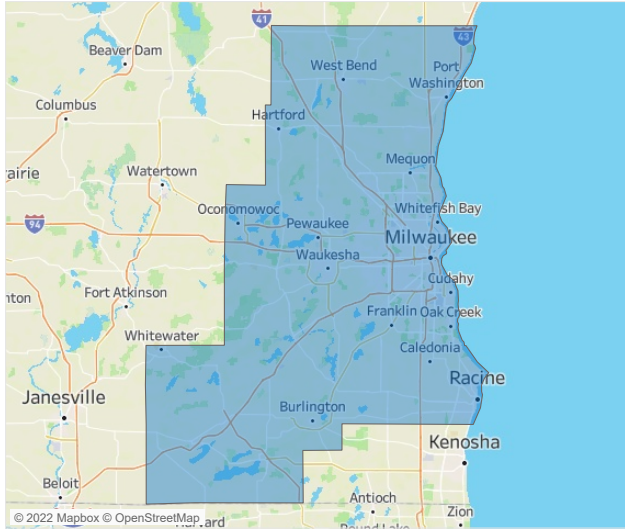 41
43
Beaver Dam
West Bend
Port
Washington
Columbus
Hartford
Mequon
rairie
Watertown
Oconomowoc
Whitefish Bay
94
Pewaukee
Milwaukee
Waukesha
Cudahy
nton
Fort Atkinson
Franklin
Oak Creek
Whitewater
Caledonia
Racine
Janesville
Burlington
Kenosha
Beloit
Antioch
Zion
© 2022 Mapbox © OpenStreetMap